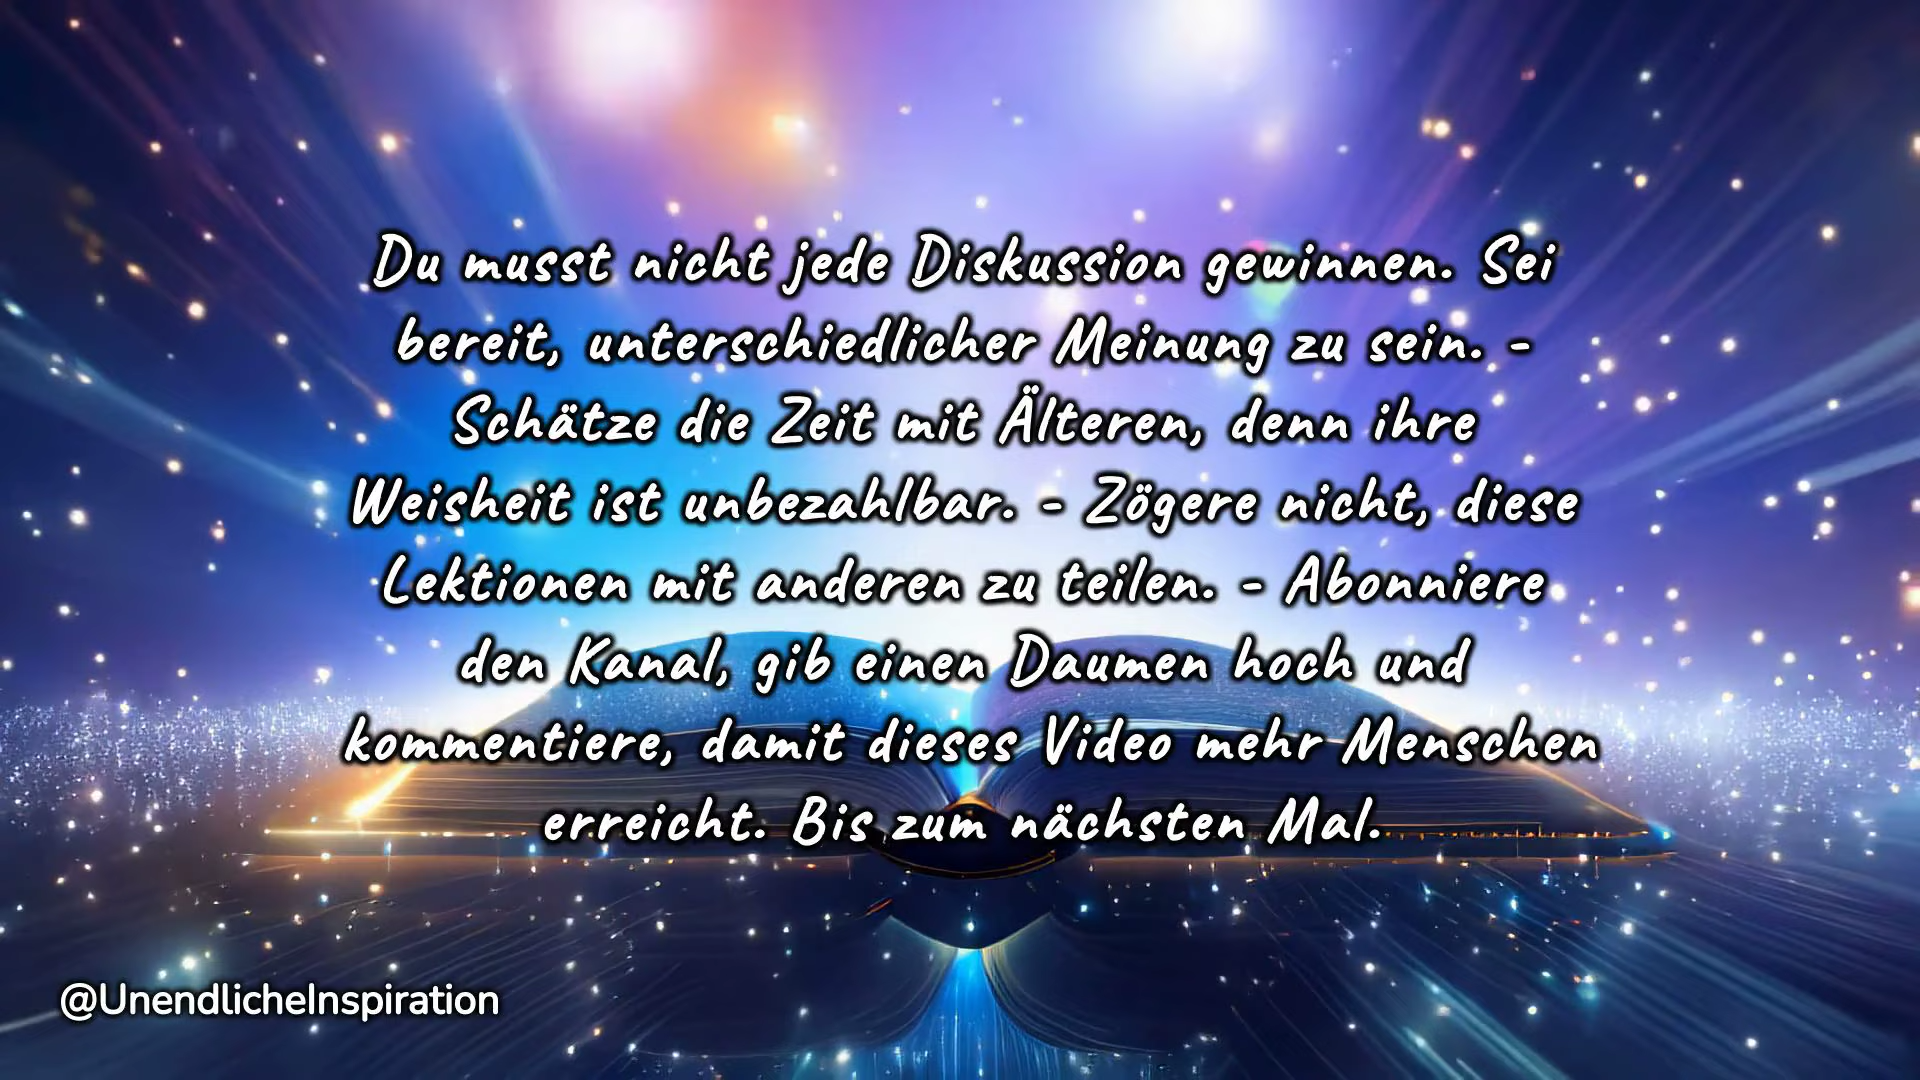 Du musst nicht jede Diskussion gewinnen. Sei
bereit, unterschiedlicher Meinung zu sein. -
Schätze die Zeit mit Älteren, denn ihre
Weisheit ist unbezahlbar. - Zögere nicht, diese
Lektionen mit anderen zu teilen. - Abonniere
den Kanal, gib einen Daumen hoch und
kommentiere, damit dieses Video mehr Menschen
erreicht. Bis zum nächsten Mal.
@UnendlicheInspiration